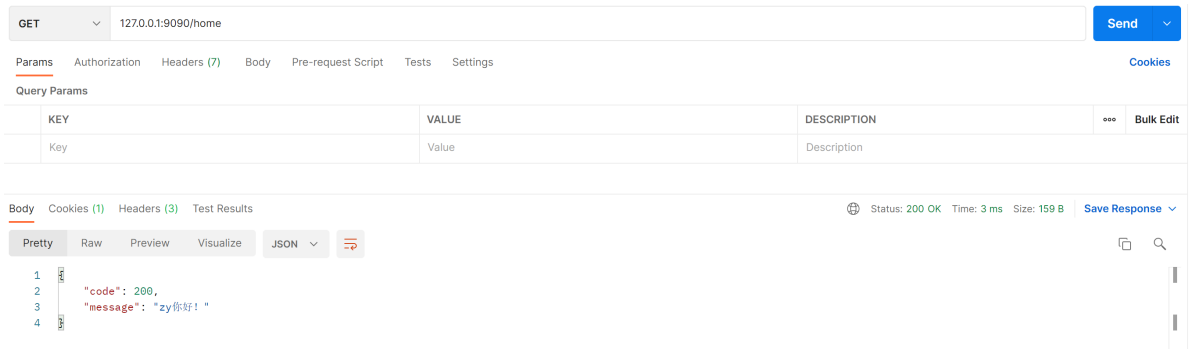 GET 127.0.0.1:9090/home Send
Params Authorization Headers (7) Body Pre-request Script Tests Settings Cookies
Query Params
KEY VALUE DESCRIPTION ooo Bulk Edit
Key Value Description
Body Cookies (1) Headers (3) Test Results Status: 200 OK Time: 3 ms Size: 159 B Save Response
Pretty Raw Preview Visualize JSON
1 {
2 "code": 200,
3 "message": "zy你好！"
4 }